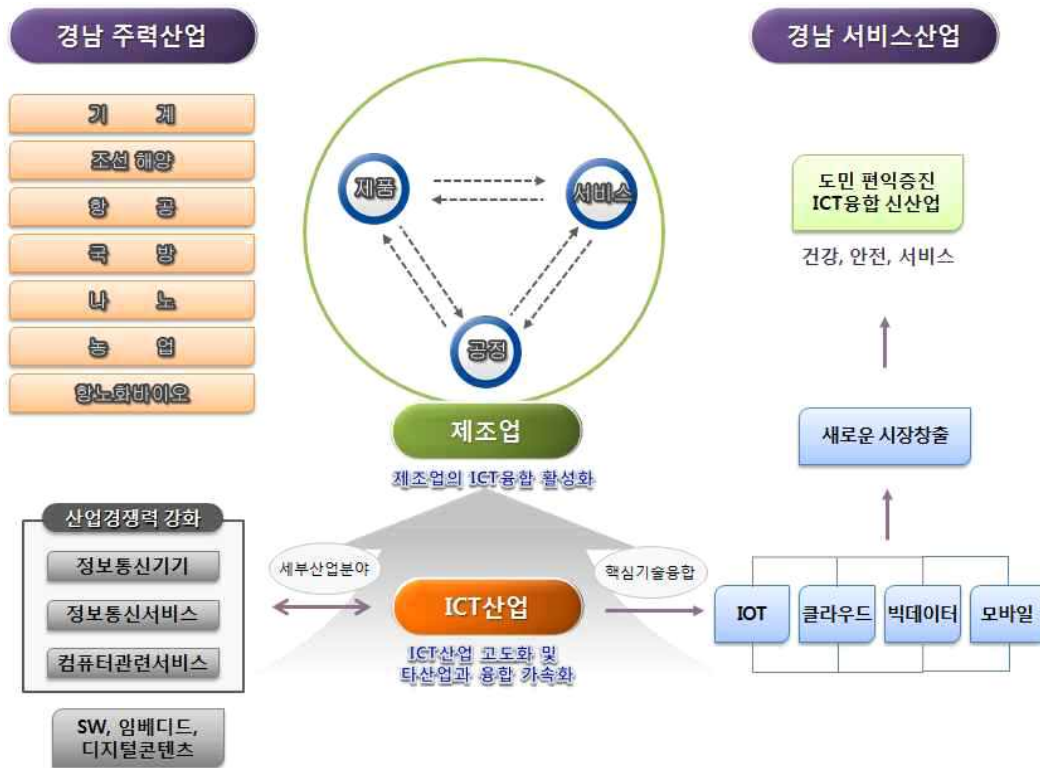 경남 주력산업
기 계
조선 해양
항 공
국 방
나 노
농 업
항노화바이오
제품
서비스
공정
제조업
제조업의 ICT융합 활성화
경남 서비스산업
도민 편익증진
ICT융합 신산업
건강, 안전, 서비스
새로운 시장창출
산업경쟁력 강화
정보통신기기
정보통신서비스
컴퓨터관련서비스
SW, 임베디드,
디지털콘텐츠
세부산업분야
ICT산업
ICT산업 고도화 및
타산업과 융합 가속화
핵심기술융합
IOT
클라우드
빅데이터
모바일